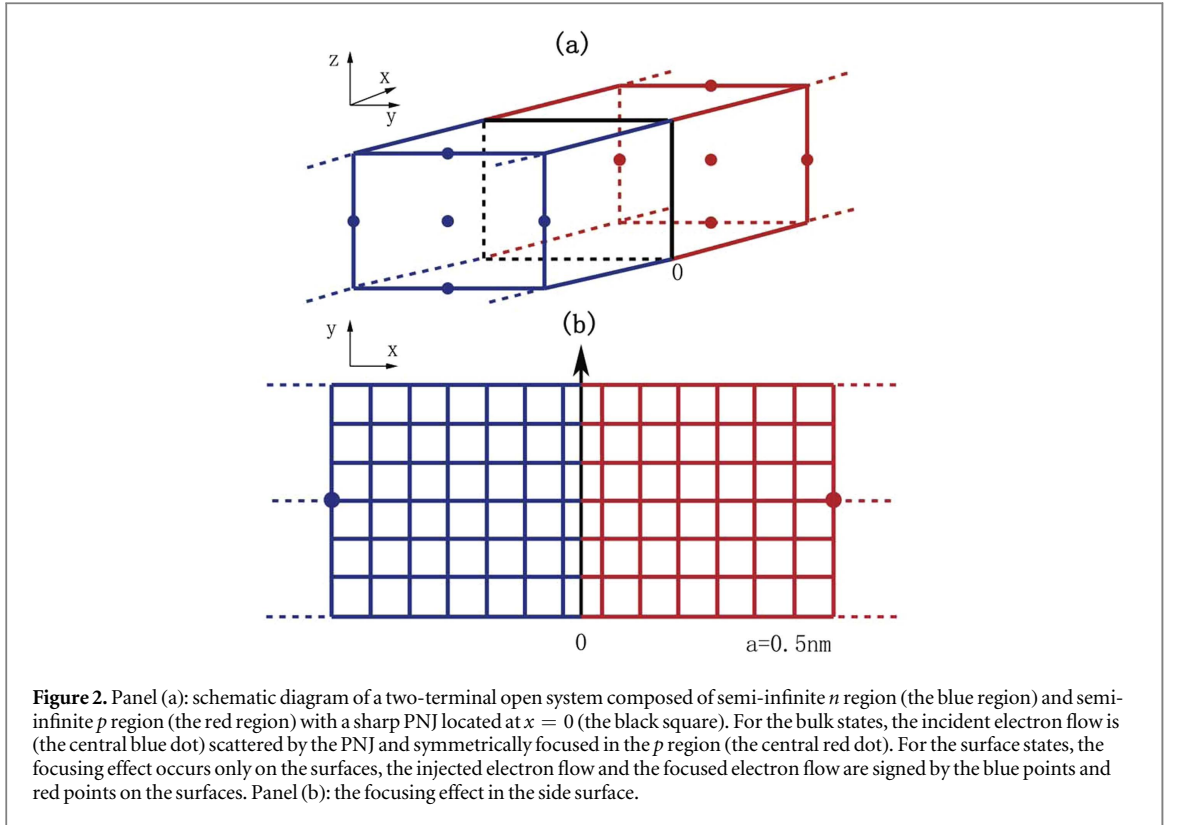 (a)
z
x
y
0
(b)
y
x
0
a=0.5nm
Figure 2. Panel (a): schematic diagram of a two-terminal open system composed of semi-infinite n region (the blue region) and semi-
infinite p region (the red region) with a sharp PNJ located at x = 0 (the black square). For the bulk states, the incident electron flow is
(the central blue dot) scattered by the PNJ and symmetrically focused in the p region (the central red dot). For the surface states, the
focusing effect occurs only on the surfaces, the injected electron flow and the focused electron flow are signed by the blue points and
red points on the surfaces. Panel (b): the focusing effect in the side surface.